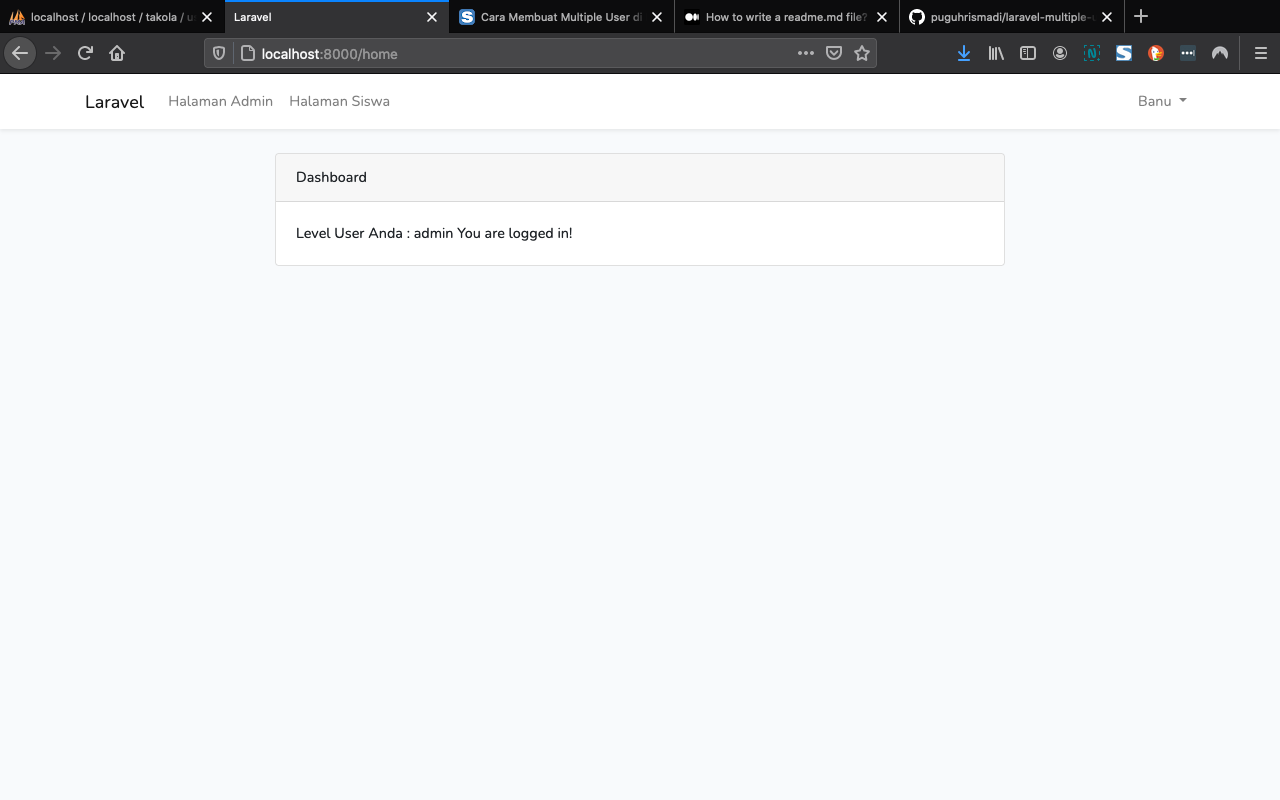 localhost / localhost / takola / u
Laravel
Cara Membuat Multiple User di
How to write a readme.md file?
puguhrismadi/laravel-multiple-u
localhost:8000/home
Laravel
Halaman Admin
Halaman Siswa
Banu
Dashboard
Level User Anda : admin You are logged in!